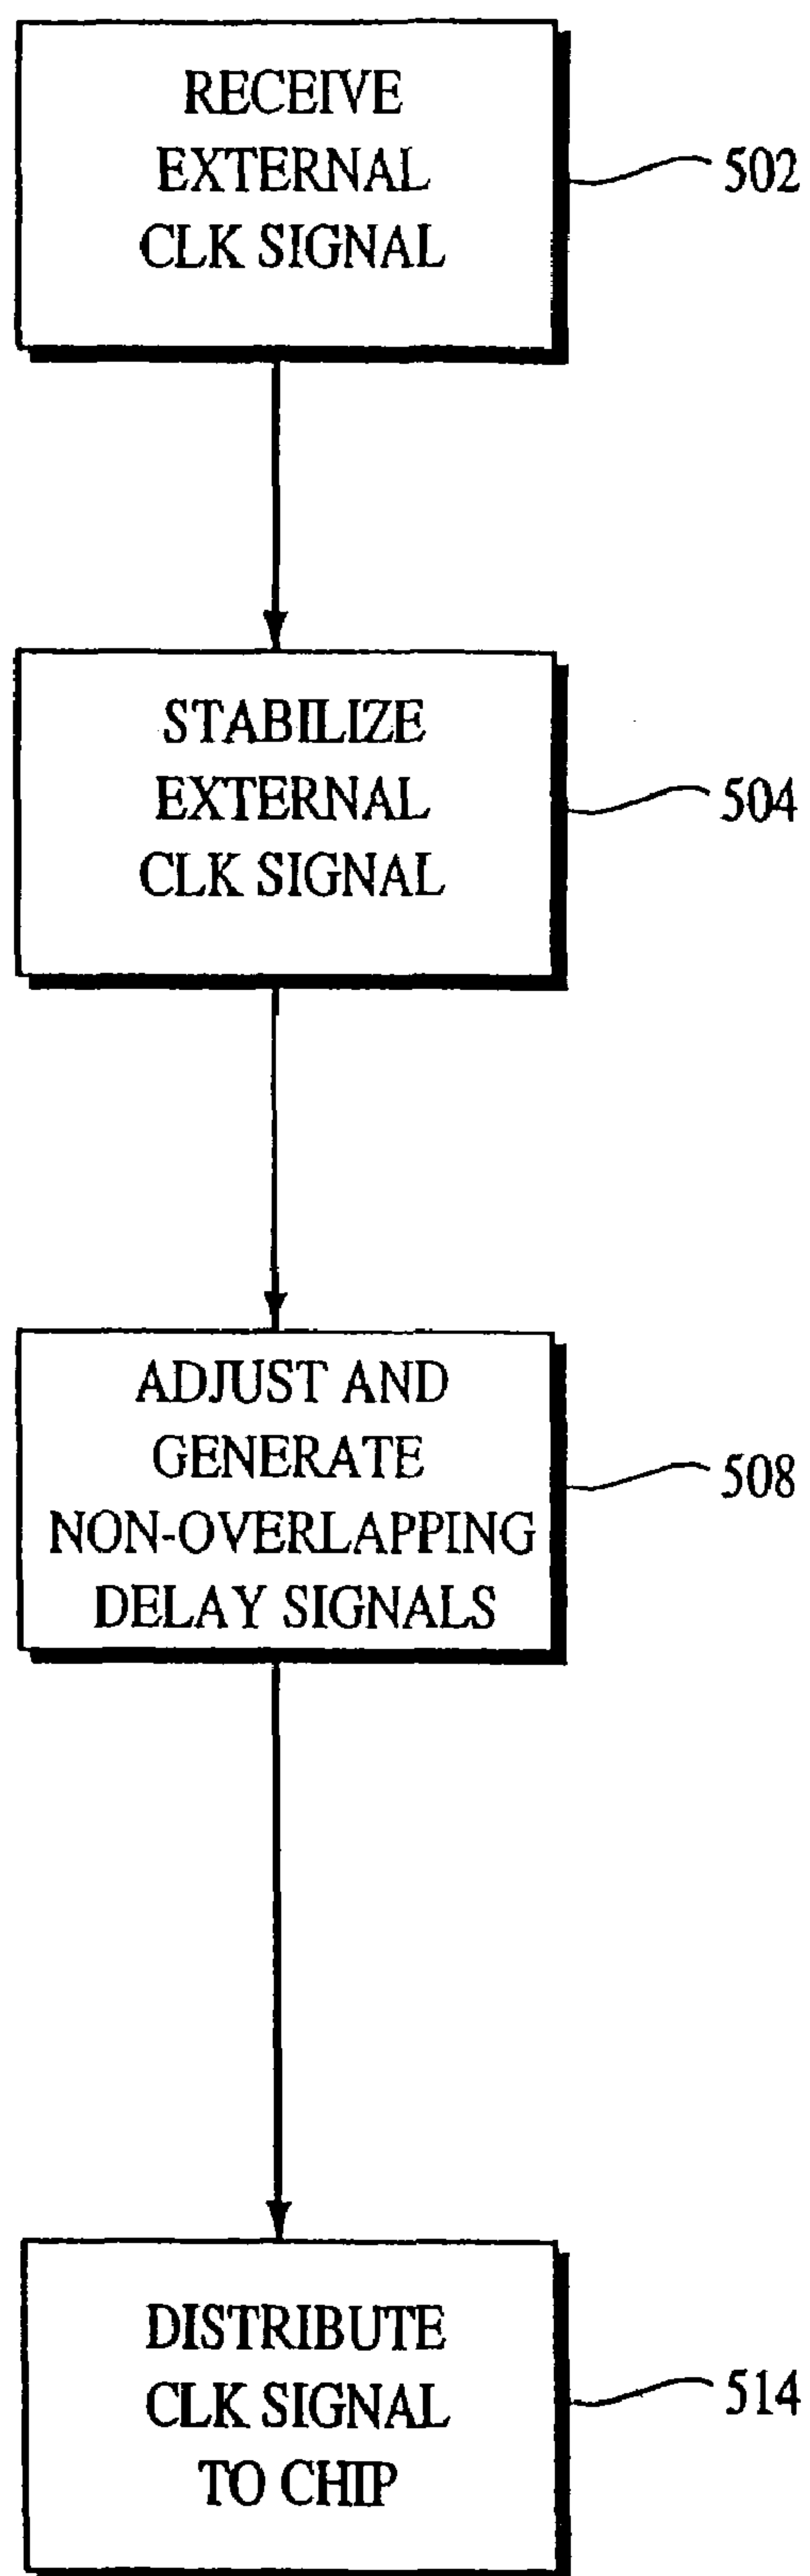 RECEIVE
EXTERNAL
CLK SIGNAL
502
STABILIZE
EXTERNAL
CLK SIGNAL
504
ADJUST AND
GENERATE
NON-OVERLAPPING
DELAY SIGNALS
508
DISTRIBUTE
CLK SIGNAL
TO CHIP
514